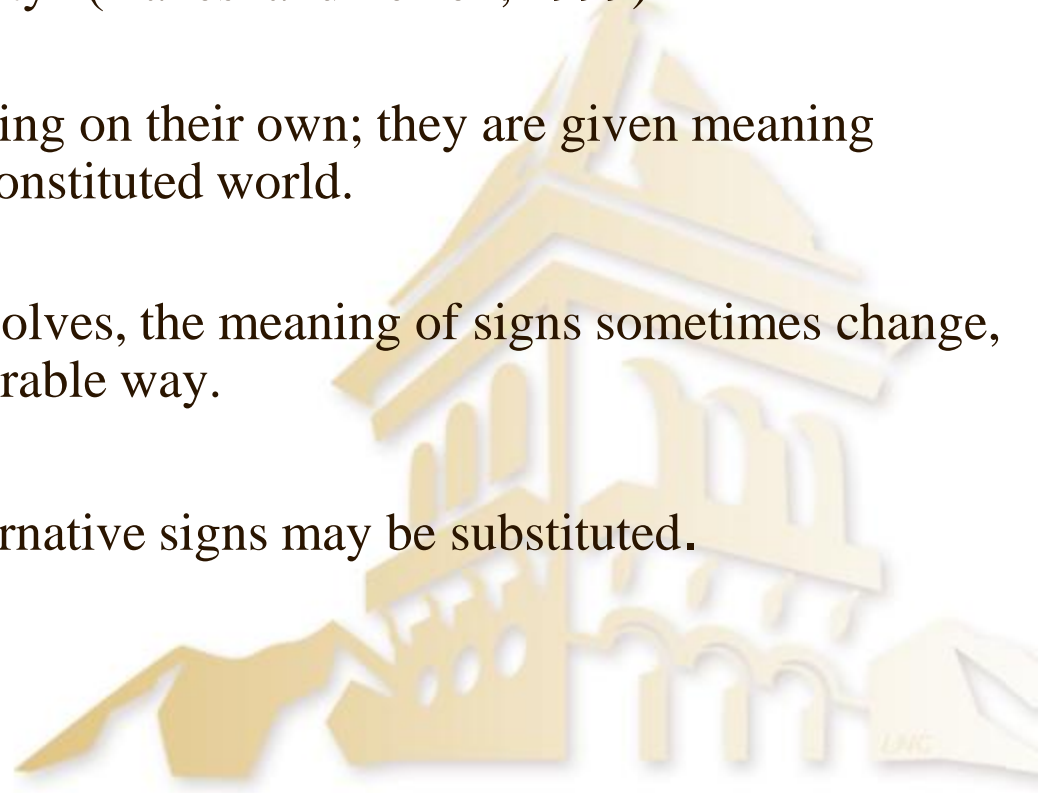 ing on their own; they are given meaning
onstituted world.
olves, the meaning of signs sometimes change,
rable way.
rnative signs may be substituted.
LNG